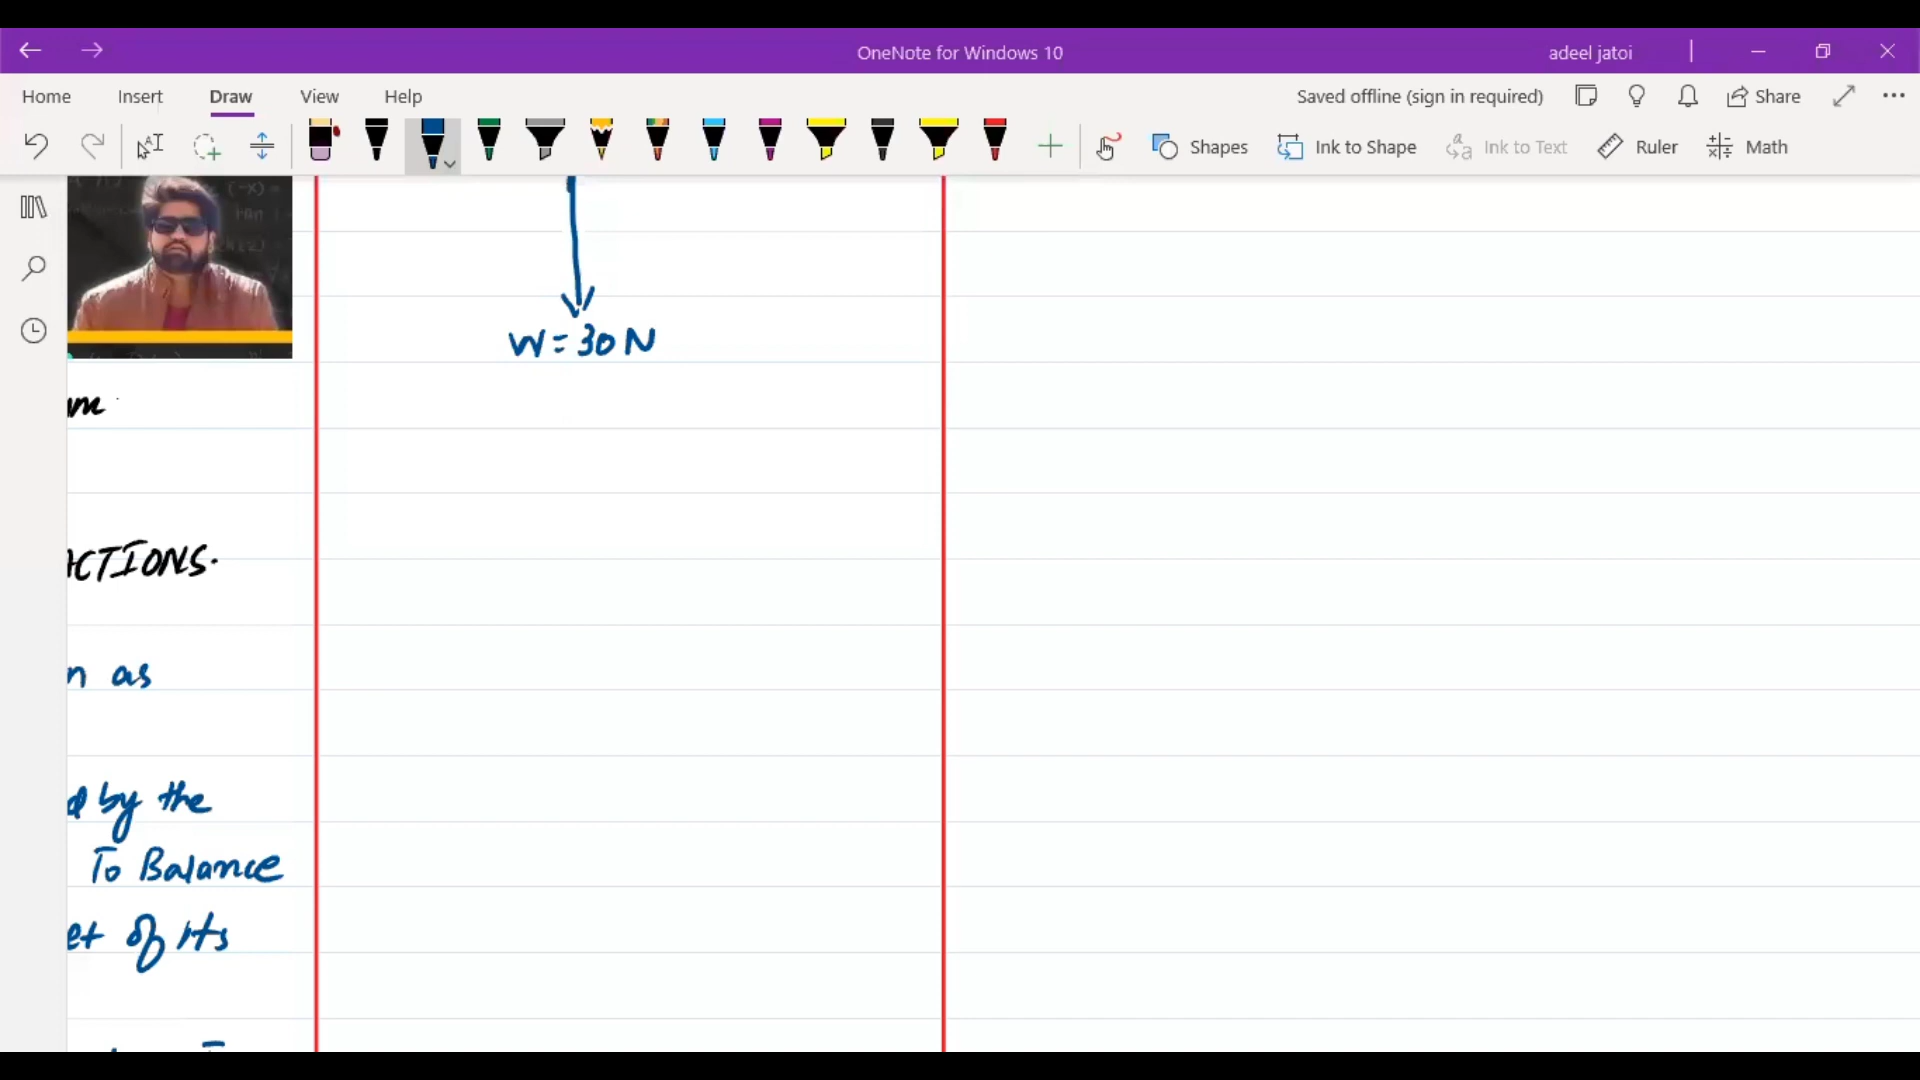 OneNote for Windows 10
adeel jatoi
Home Insert Draw View Help
Saved offline (sign in required)
Share
Shapes
Ink to Shape
Ink to Text
Ruler
Math
W = 30 N
ACTIONS.
n as
d by the
To Balance
et of its